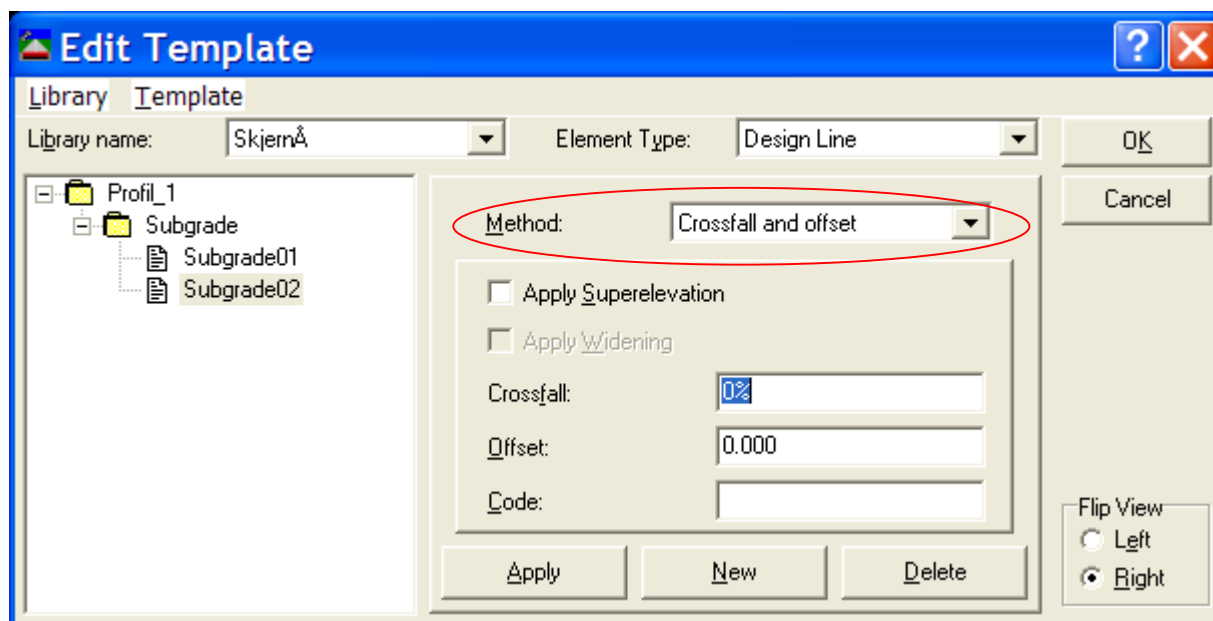 Edit Template
Library Template
Library name: SkjernÅ Element Type: Design Line OK
Cancel
Profil_1
Subgrade
Subgrade01
Subgrade02
Method: Crossfall and offset
Apply Superelevation
Apply Widening
Crossfall: 0%
Offset: 0.000
Code:
Apply New Delete
Flip View
Left
Right